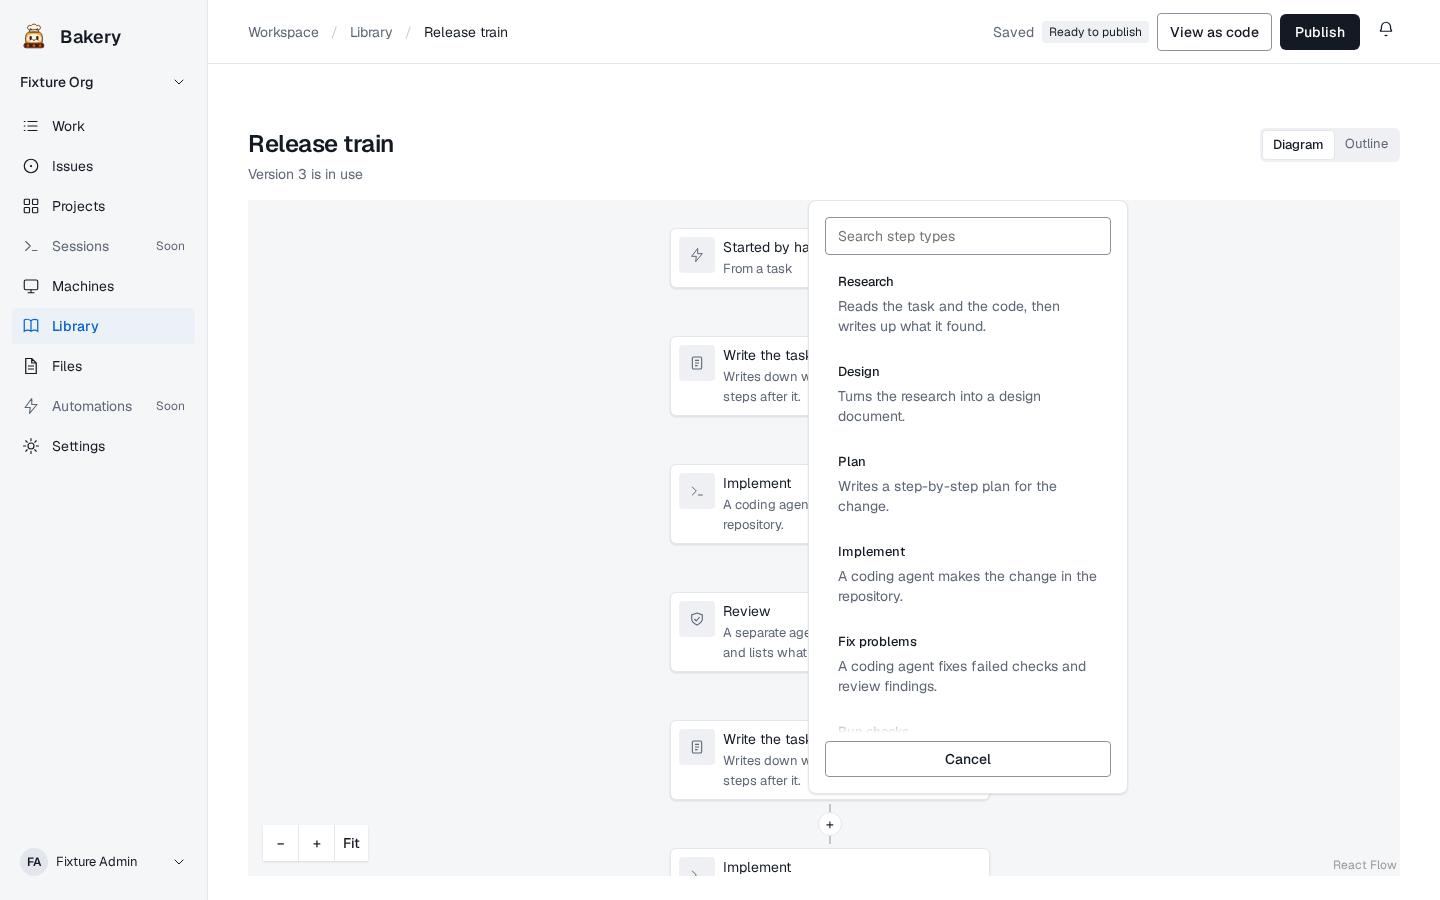 Bakery
Fixture Org
Work
Issues
Projects
Sessions Soon
Machines
Library
Files
Automations Soon
Settings
FA Fixture Admin
Workspace / Library / Release train
Saved Ready to publish View as code Publish
Release train
Version 3 is in use
Diagram Outline
Started by ha
From a task
Write the task
Writes down w
steps after it.
Implement
A coding agen
repository.
Review
A separate age
and lists what
Write the task
Writes down w
steps after it.
+
Implement
Search step types
Research
Reads the task and the code, then
writes up what it found.
Design
Turns the research into a design
document.
Plan
Writes a step-by-step plan for the
change.
Implement
A coding agent makes the change in the
repository.
Fix problems
A coding agent fixes failed checks and
review findings.
Run checks
Cancel
− + Fit
React Flow